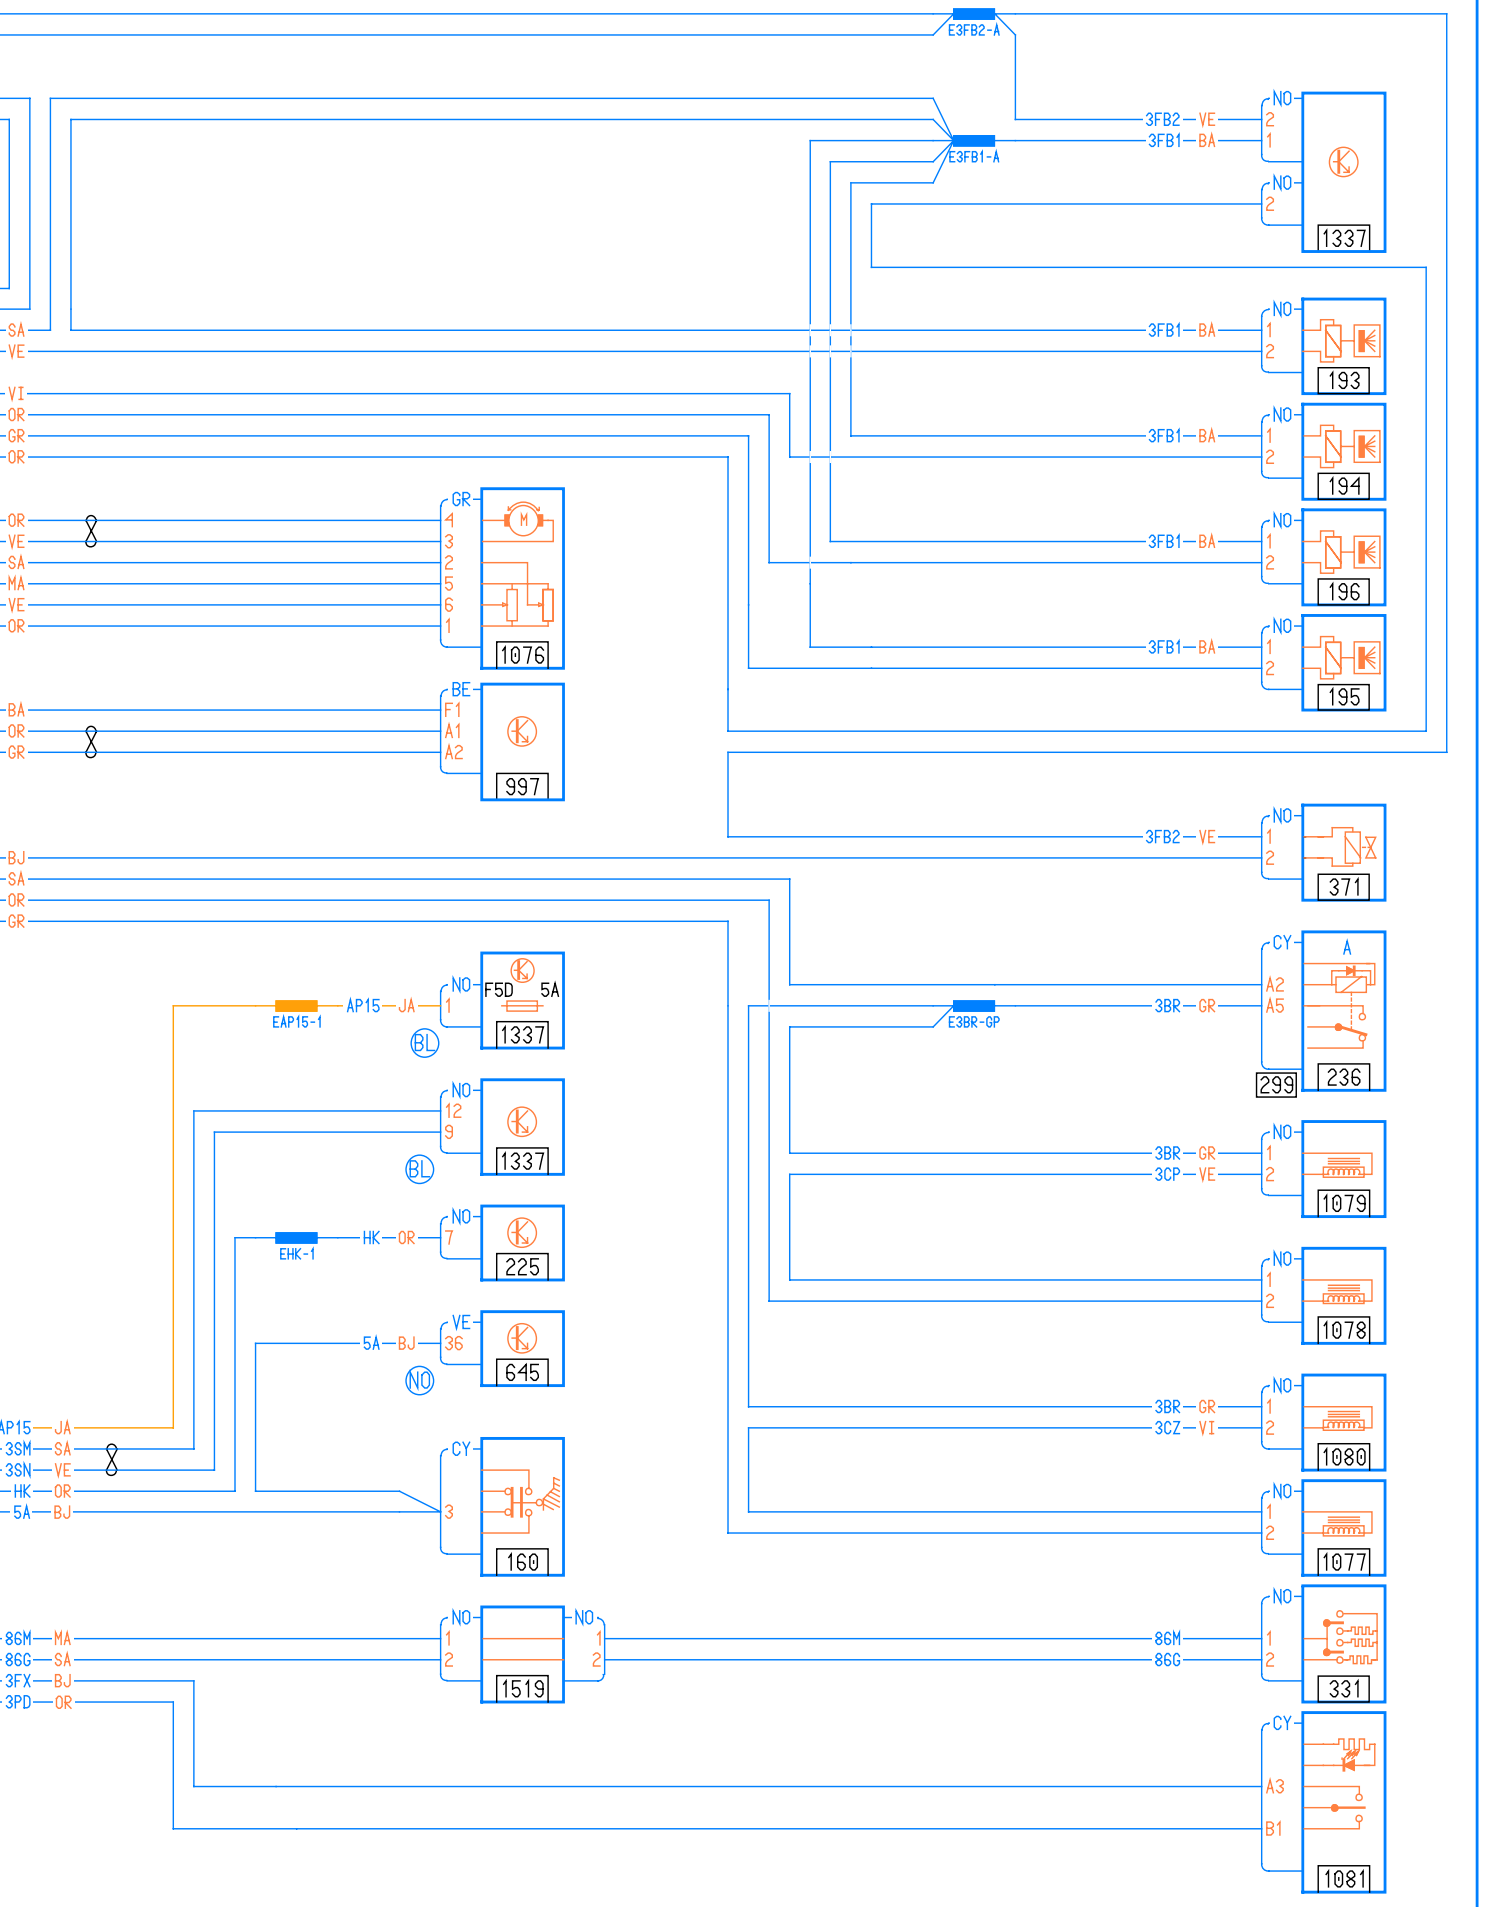 E3FB2-A
NO
3FB2 VE 2
3FB1 BA 1
E3FB1-A
NO
2
1337
NO
SA 3FB1 BA 1
VE 2
193
VI
NO
OR
GR 3FB1 BA 1
OR 2
194
GR
NO
OR 4 M
VE 3 3FB1 BA 1
SA 2 2
MA 5
196
VE 6
OR 1
NO
3FB1 BA 1
1076
2
195
BE
BA F1
OR A1
GR A2
997
NO
3FB2 VE 1
BJ 2
SA
371
OR
GR
CY A
NO
F5D 5A
A2
EAP15-1
AP15 JA 1
E3BR-GP
3BR GR A5
1337
BL
299
236
NO
12
9
1337
BL
NO
3BR GR 1
3CP VE 2
1079
NO
EHK-1
HK OR 7
225
NO
1
2
1078
VE
5A BJ 36
645
NO
NO
3BR GR 1
AP15 JA
3CZ VI 2
1080
3SM SA
CY
3SN VE
HK OR
NO
5A BJ
3
1
2
160
1077
NO
NO NO
86M MA 1 1 86M 1
86G SA 2 2 86G 2
3FX BJ
1519
331
3PD OR
CY
A3
B1
1081